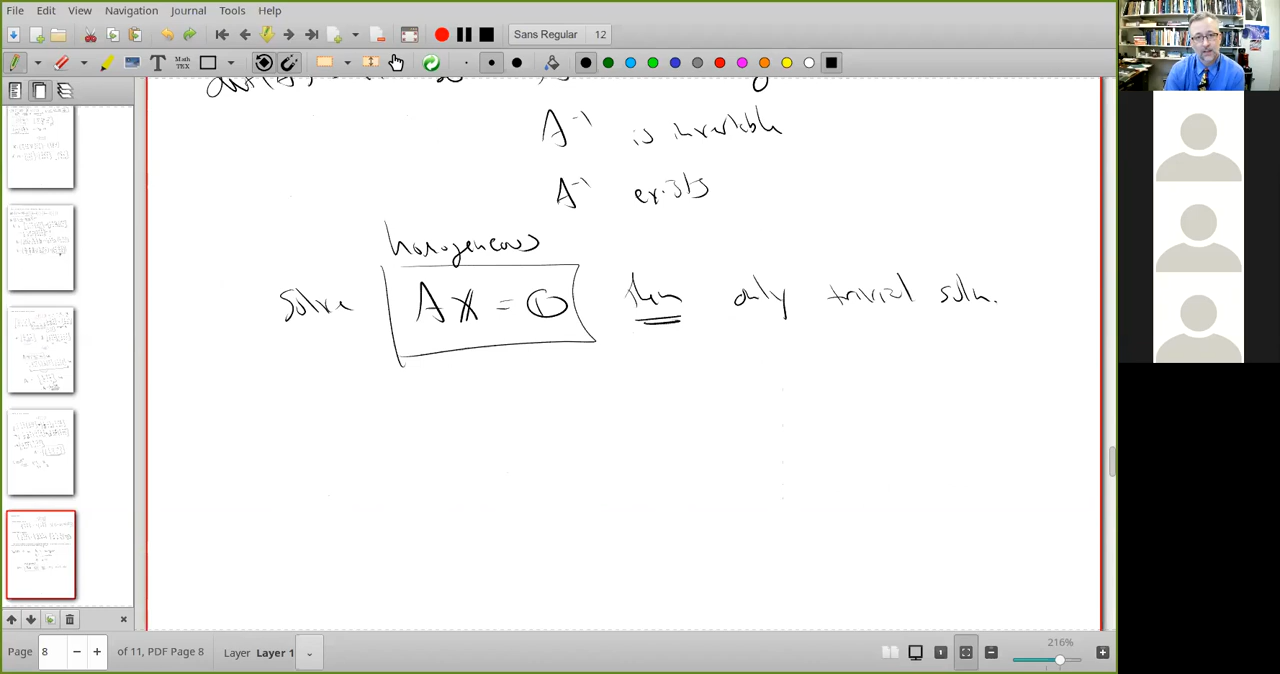 File Edit View Navigation Journal Tools Help
Sans Regular 12
A⁻¹ is invertible
A⁻¹ exists
homogeneous
Solve AX = 0 then only trivial soln.
Page 8 of 11, PDF Page 8 Layer Layer 1 216%